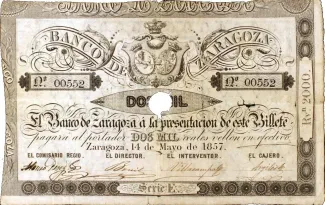 BANCO DE ZARAGOZA
Nº 00552 Nº 00552
DOS MIL
El Banco de Zaragoza á la presentacion de este Billete
pagará al portador DOS MIL reales vellon en efectivo.
Zaragoza, 14 de Mayo de 1857.
EL COMISARIO REGIO. EL DIRECTOR. EL INTERVENTOR. EL CAJERO.
Série E.
Rs. vn. 2000.